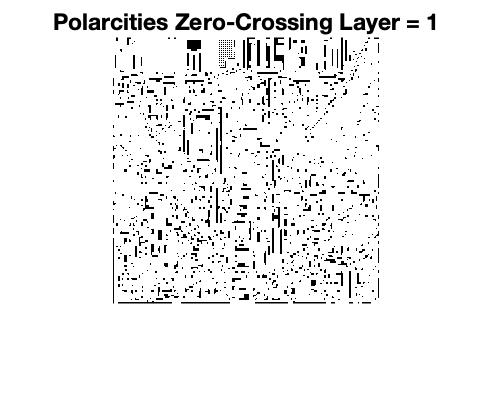 Polarcities Zero-Crossing Layer = 1